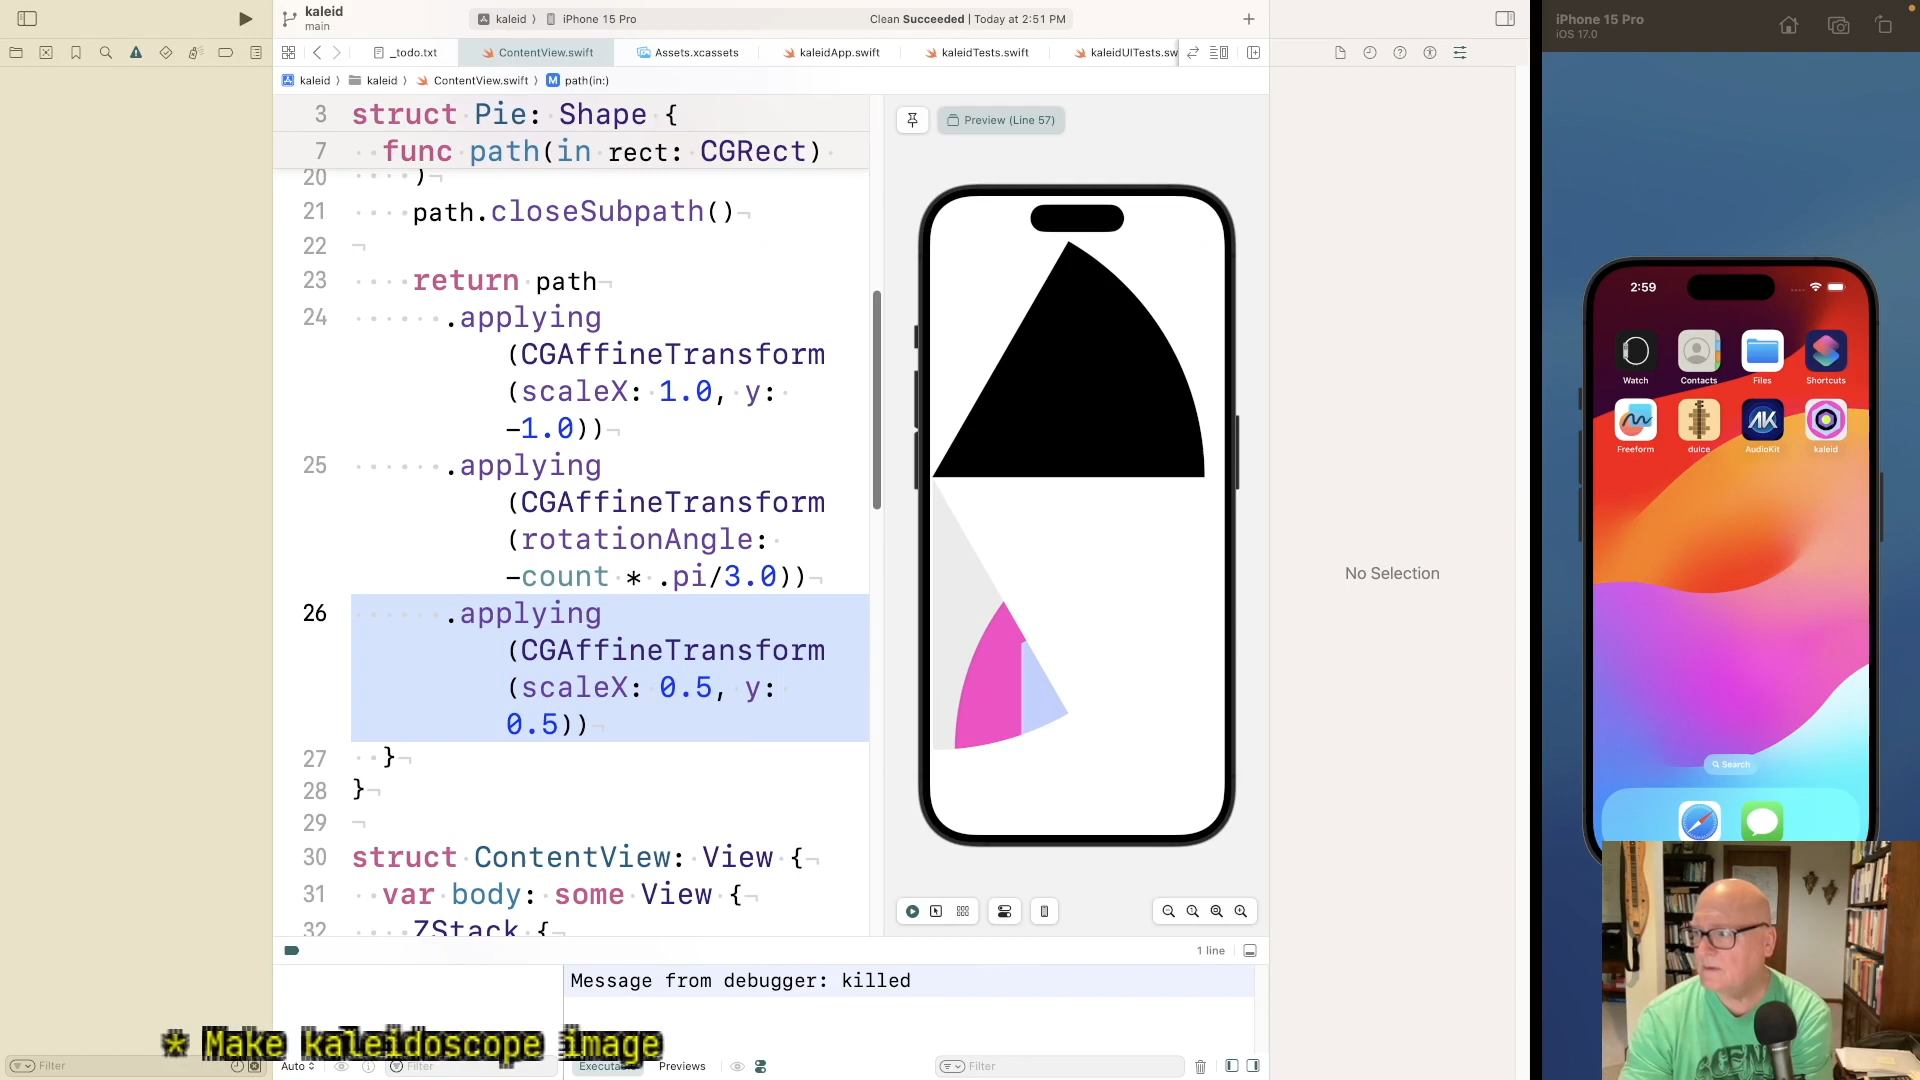 kaleid
main
kaleid ⟩ iPhone 15 Pro
Clean Succeeded | Today at 2:51 PM
_todo.txt
ContentView.swift
Assets.xcassets
kaleidApp.swift
kaleidTests.swift
kaleidUITests.sw
kaleid ⟩ kaleid ⟩ ContentView.swift ⟩ M path(in:)
3 struct Pie: Shape {
7 func path(in rect: CGRect)
20 )
21 path.closeSubpath()
22
23 return path
24 .applying
(CGAffineTransform
(scaleX: 1.0, y:
-1.0))
25 .applying
(CGAffineTransform
(rotationAngle:
-count * .pi/3.0))
26 .applying
(CGAffineTransform
(scaleX: 0.5, y:
0.5))
27 }
28 }
29
30 struct ContentView: View {
31 var body: some View {
32 ZStack {
Preview (Line 57)
No Selection
1 line
Message from debugger: killed
* Make kaleidoscope image
Filter
Auto
Filter
Executa
Previews
Filter
iPhone 15 Pro
iOS 17.0
2:59
Watch
Contacts
Files
Shortcuts
Freeform
dulce
AudioKit
kaleid
Search